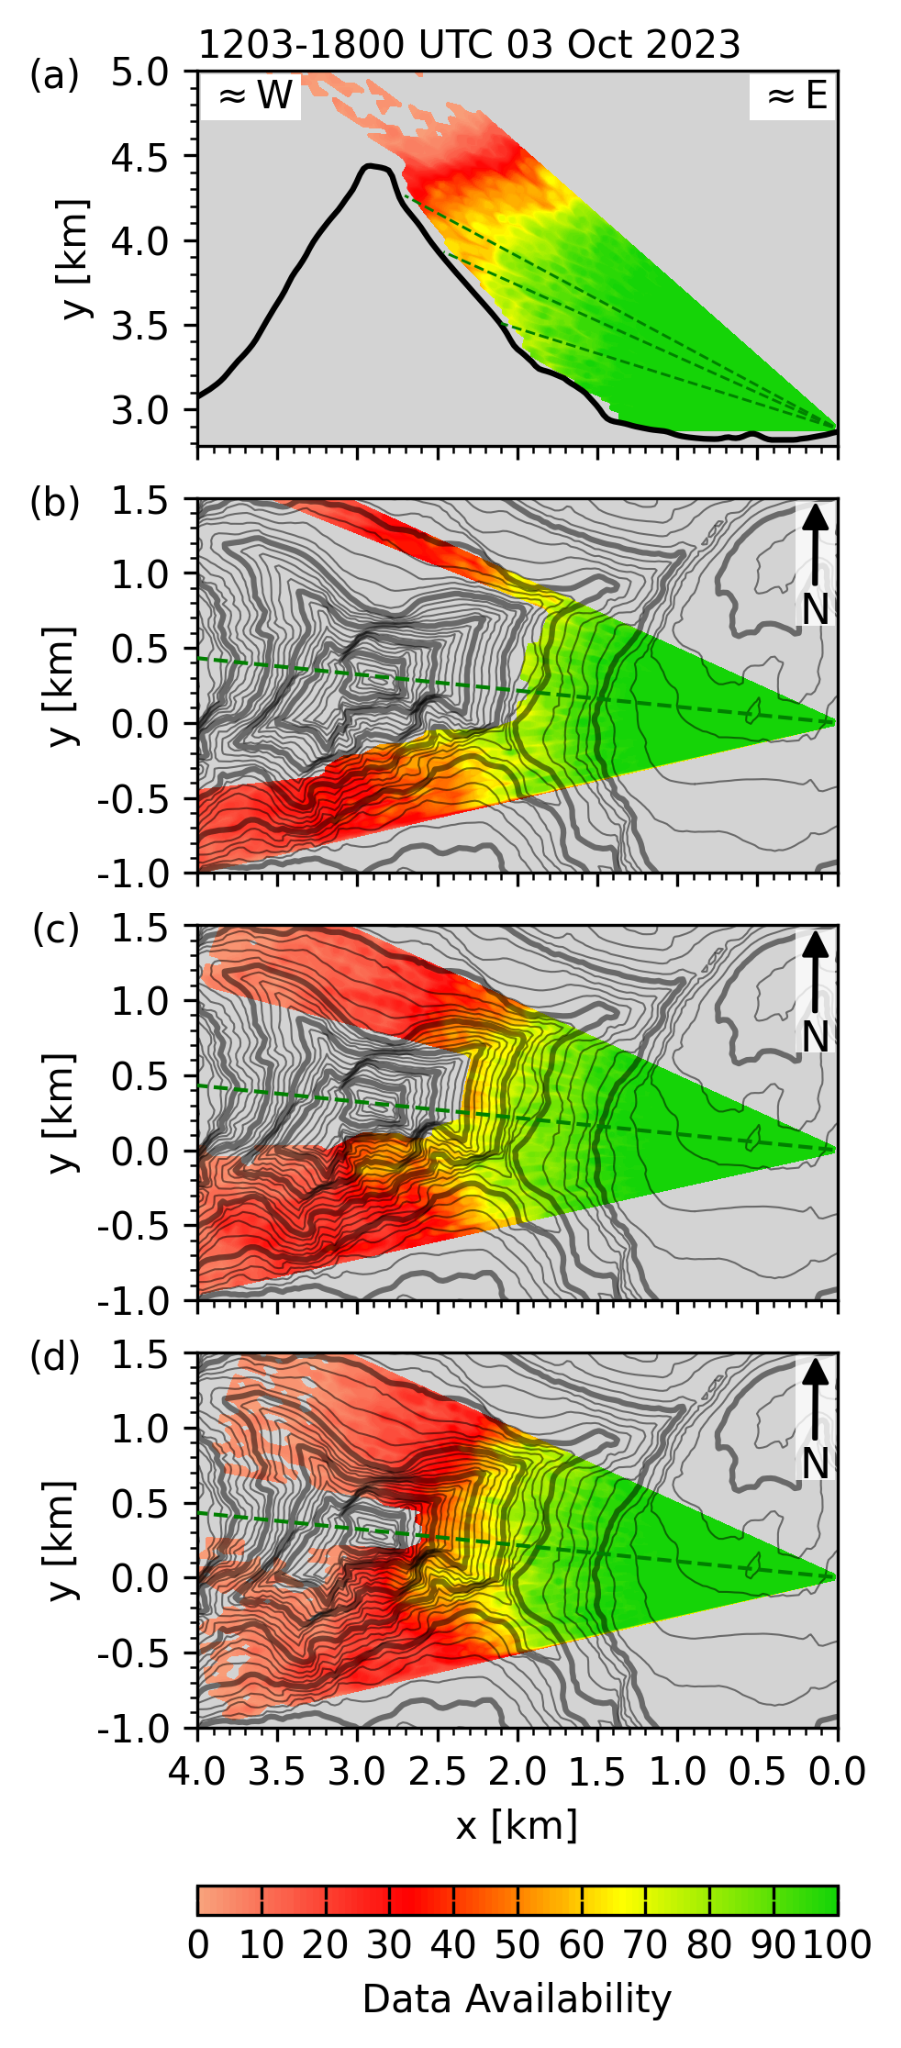 1203-1800 UTC 03 Oct 2023
(a)
≈W
≈E
5.0
4.5
4.0
3.5
3.0
y [km]
(b)
1.5
1.0
0.5
0.0
-0.5
-1.0
y [km]
N
(c)
1.5
1.0
0.5
0.0
-0.5
-1.0
y [km]
N
(d)
1.5
1.0
0.5
0.0
-0.5
-1.0
y [km]
N
4.0 3.5 3.0 2.5 2.0 1.5 1.0 0.5 0.0
x [km]
0 10 20 30 40 50 60 70 80 90 100
Data Availability